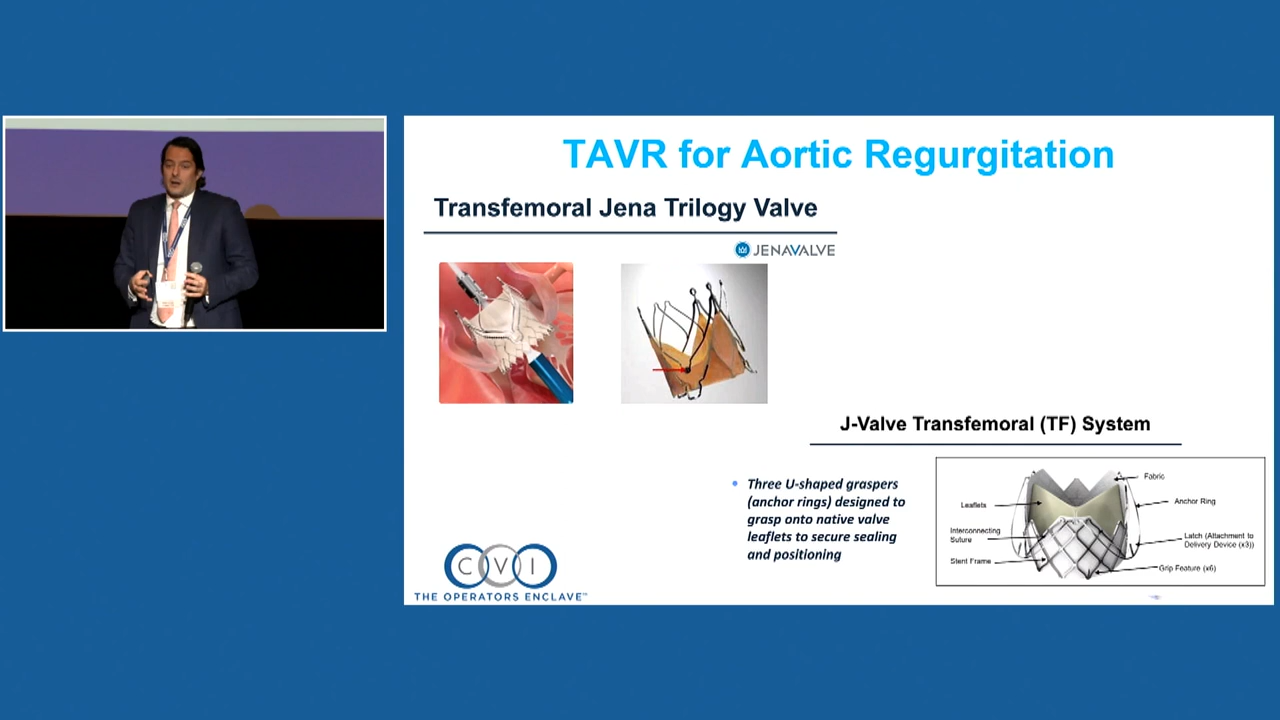 TAVR for Aortic Regurgitation
Transfemoral Jena Trilogy Valve
JENAVALVE
J-Valve Transfemoral (TF) System
• Three U-shaped graspers
(anchor rings) designed to
grasp onto native valve
leaflets to secure sealing
and positioning
Fabric
Leaflets
Anchor Ring
Interconnecting
Suture
Latch (Attachment to
Delivery Device (x3))
Stent Frame
Grip Feature (x6)
CVI
THE OPERATORS ENCLAVE™